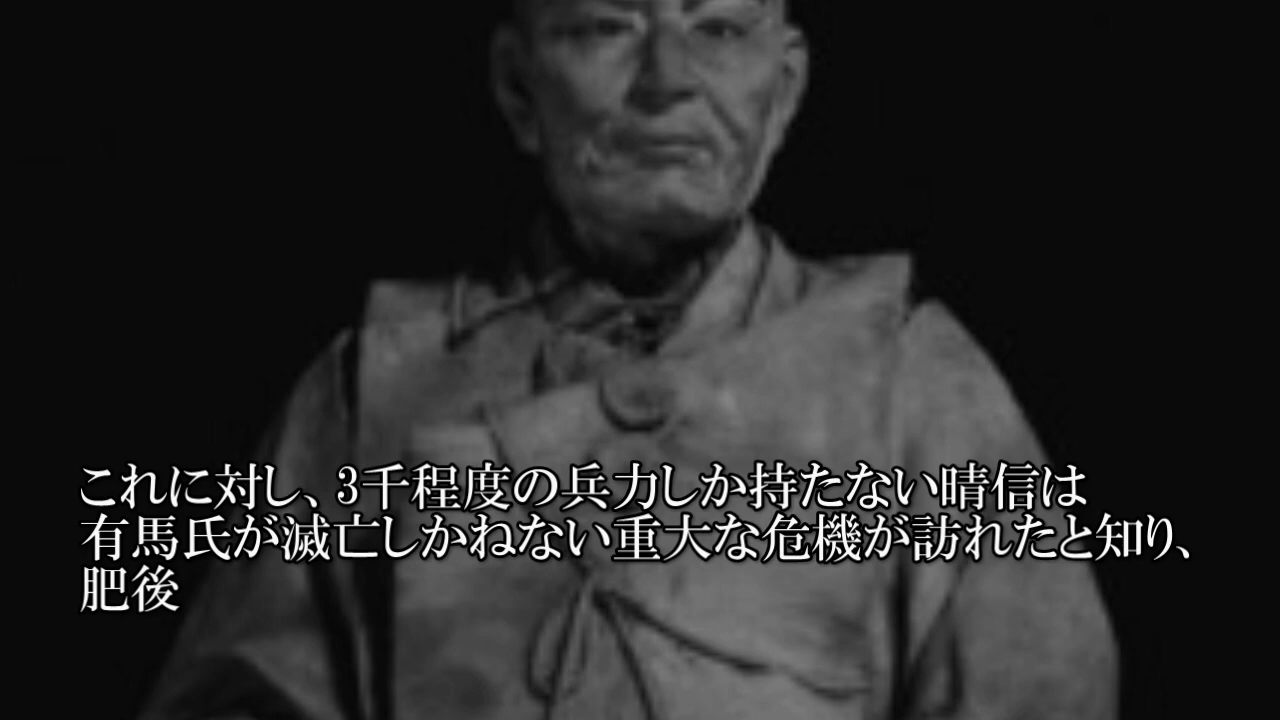 これに対し、3千程度の兵力しか持たない晴信は
有馬氏が滅亡しかねない重大な危機が訪れたと知り、
肥後